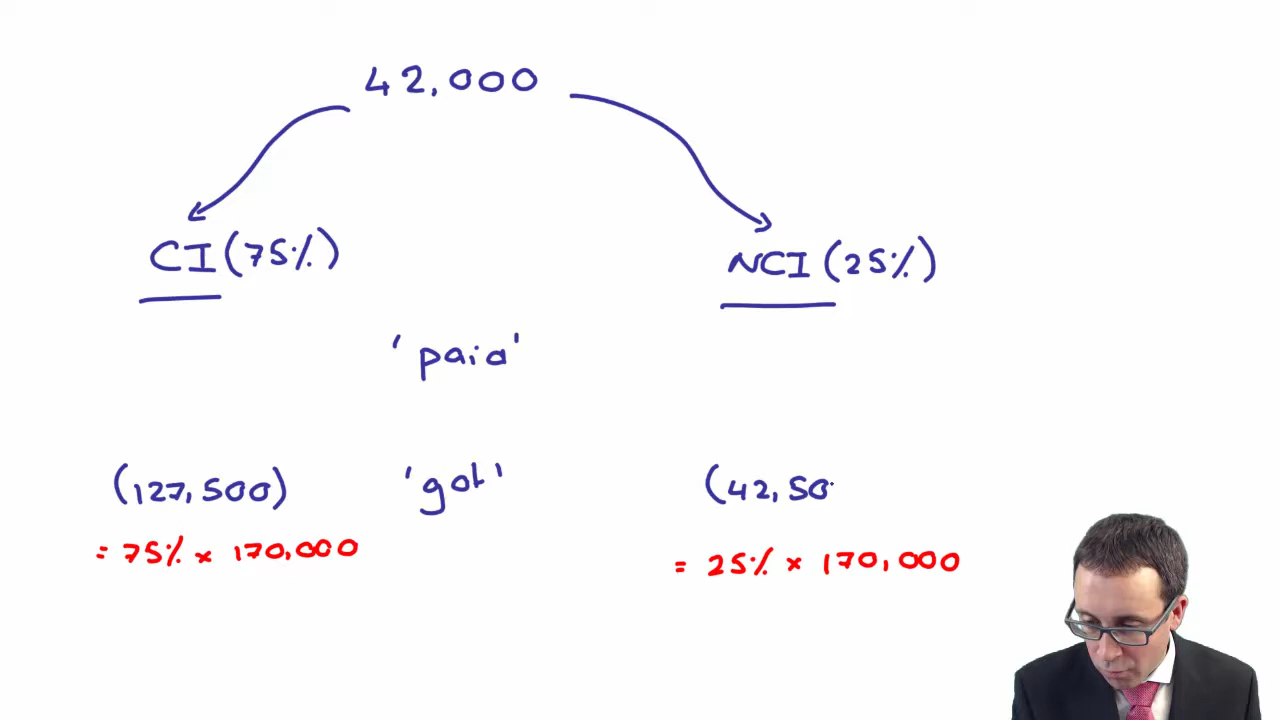 42,000
CI (75%) NCI (25%)
'paid'
(127,500) 'got' (42,50
= 75% × 170,000 = 25% × 170,000